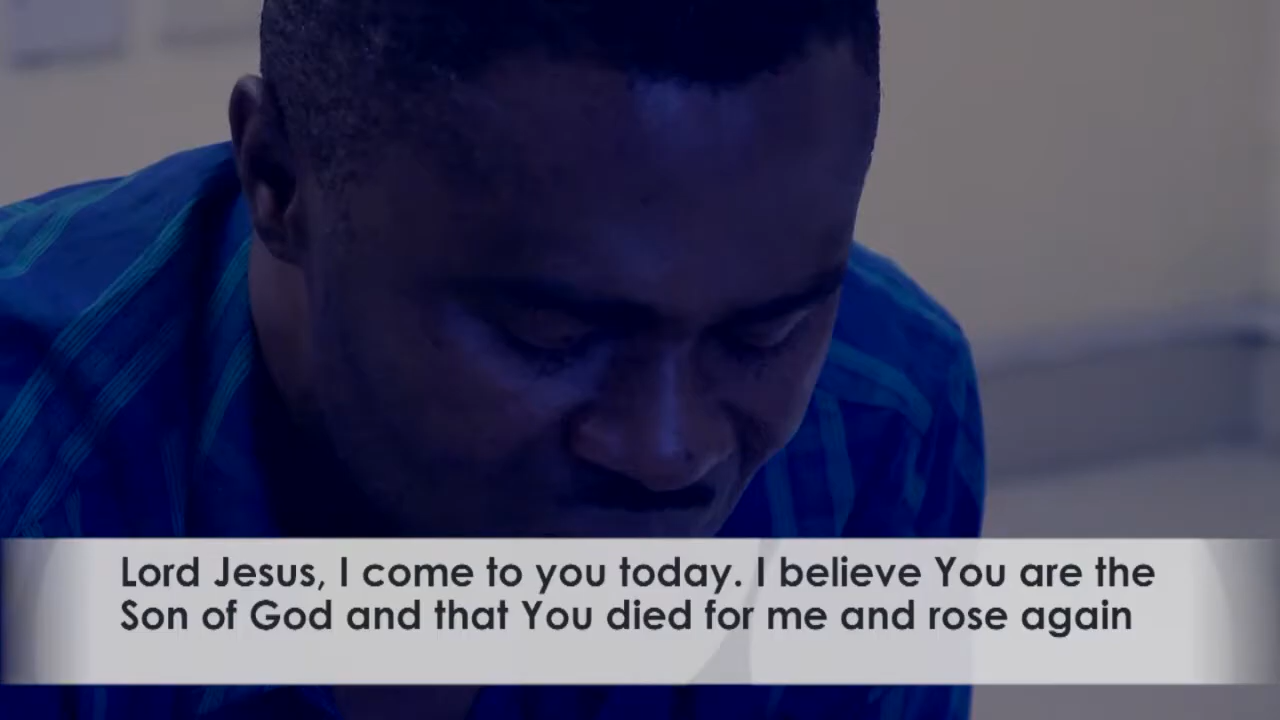 Lord Jesus, I come to you today. I believe You are the
Son of God and that You died for me and rose again